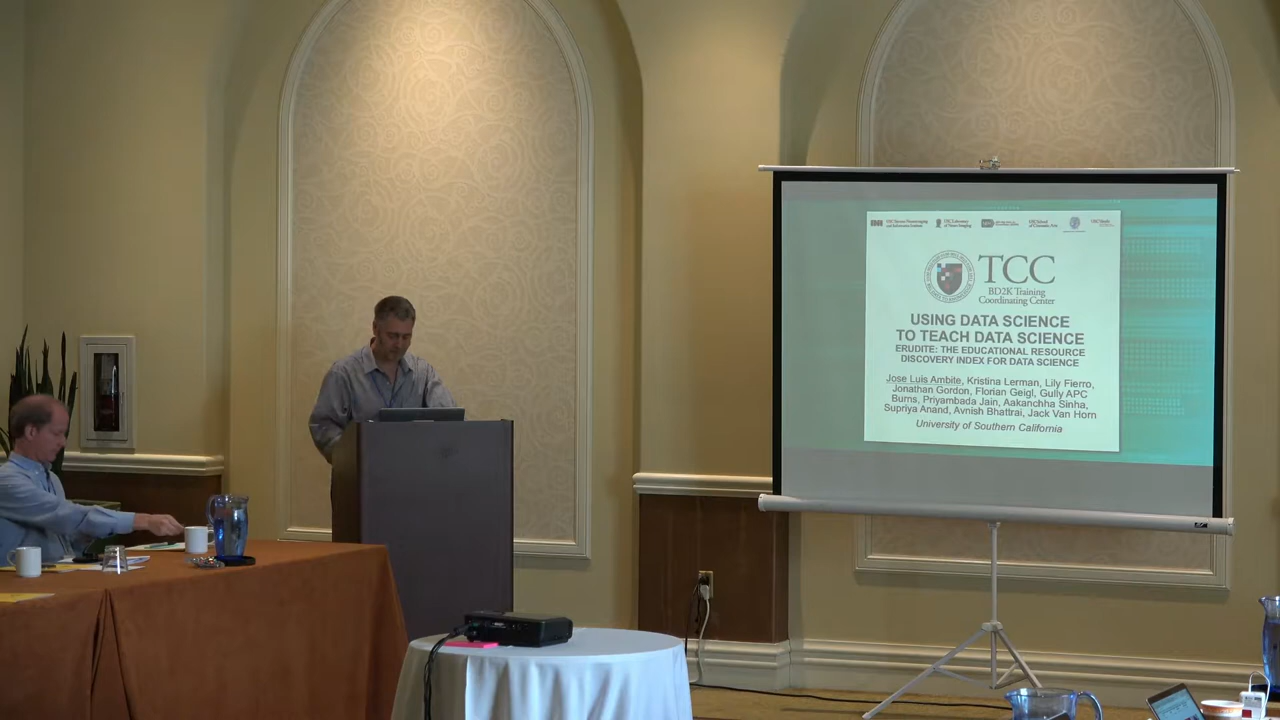 TCC
BD2K Training
Coordinating Center
USING DATA SCIENCE
TO TEACH DATA SCIENCE
ERUDITE: THE EDUCATIONAL RESOURCE
DISCOVERY INDEX FOR DATA SCIENCE
Jose Luis Ambite, Kristina Lerman, Lily Fierro,
Jonathan Gordon, Florian Geigl, Gully APC
Burns, Priyambada Jain, Aakanchha Sinha,
Supriya Anand, Avnish Bhattrai, Jack Van Horn
University of Southern California